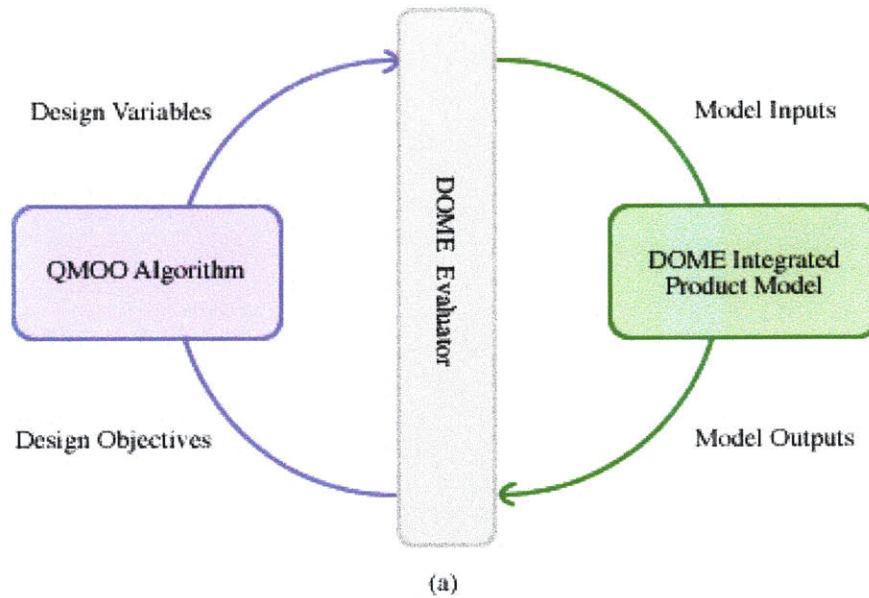 Design Variables
Model Inputs
QMOO Algorithm
DOME Evaluator
DOME Integrated
Product Model
Design Objectives
Model Outputs
(a)